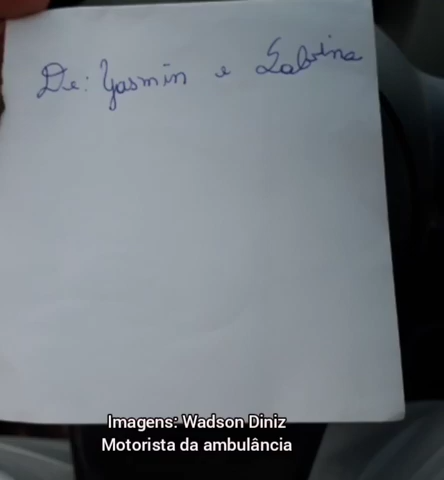 De: Yasmin e Sabrina
Imagens: Wadson Diniz
Motorista da ambulância